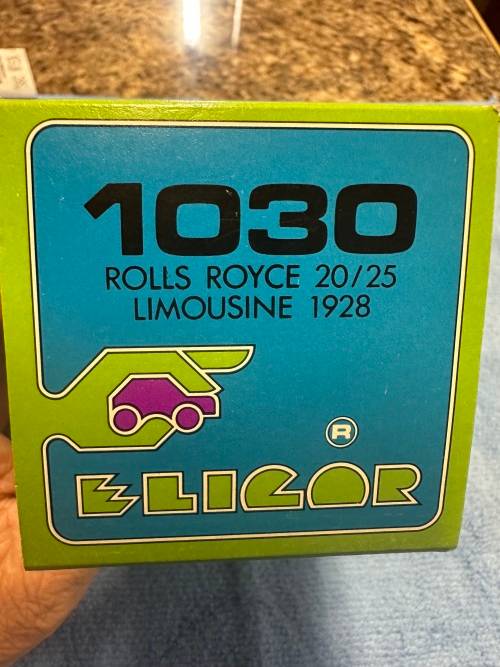 1030
ROLLS ROYCE 20/25
LIMOUSINE 1928
R
ELIGOR